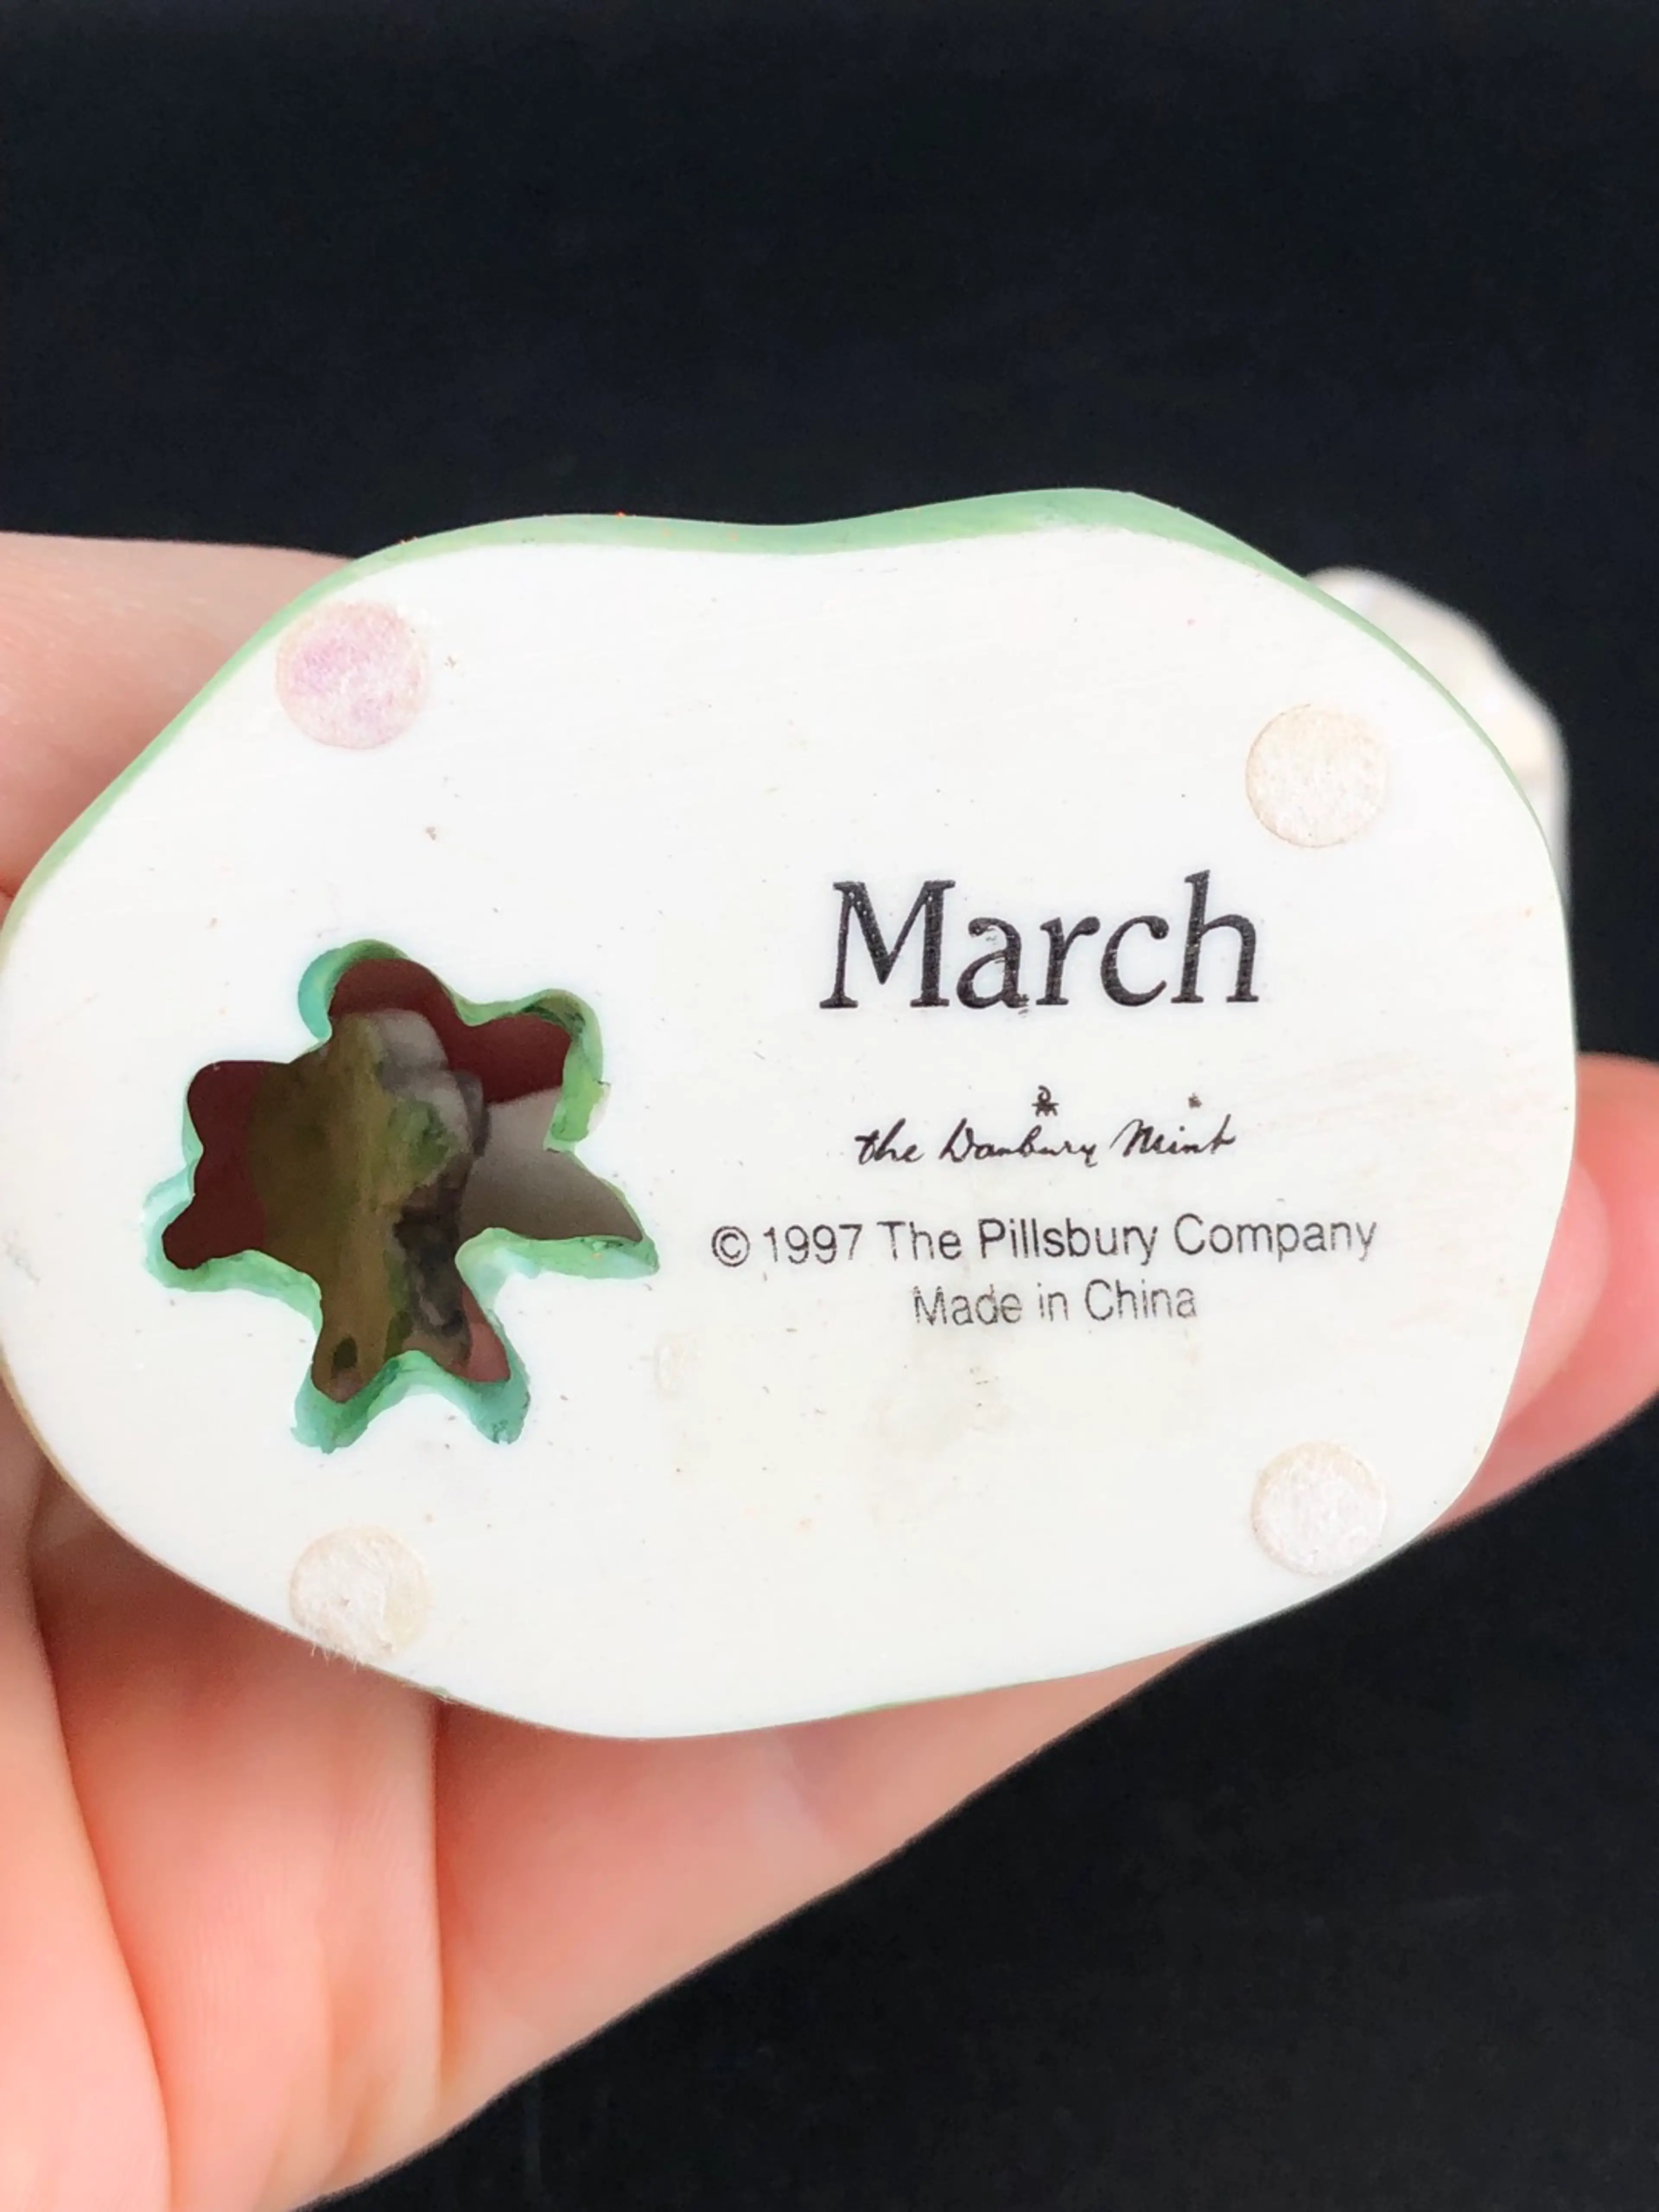 March
the Danbury Mint
© 1997 The Pillsbury Company
Made in China